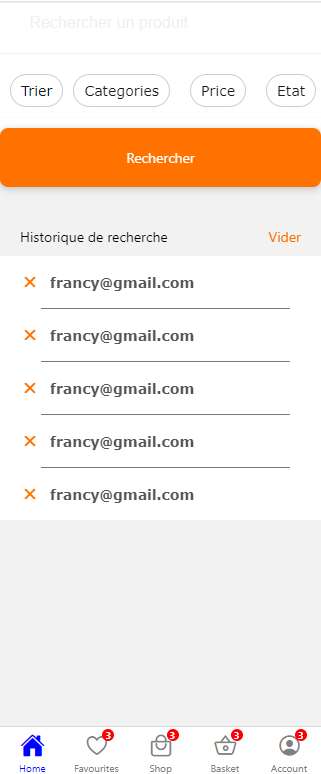 Rechercher un produit
Trier Categories Price Etat
Rechercher
Historique de recherche Vider
× francy@gmail.com
× francy@gmail.com
× francy@gmail.com
× francy@gmail.com
× francy@gmail.com
3 3 3 3
Home Favourites Shop Basket Account